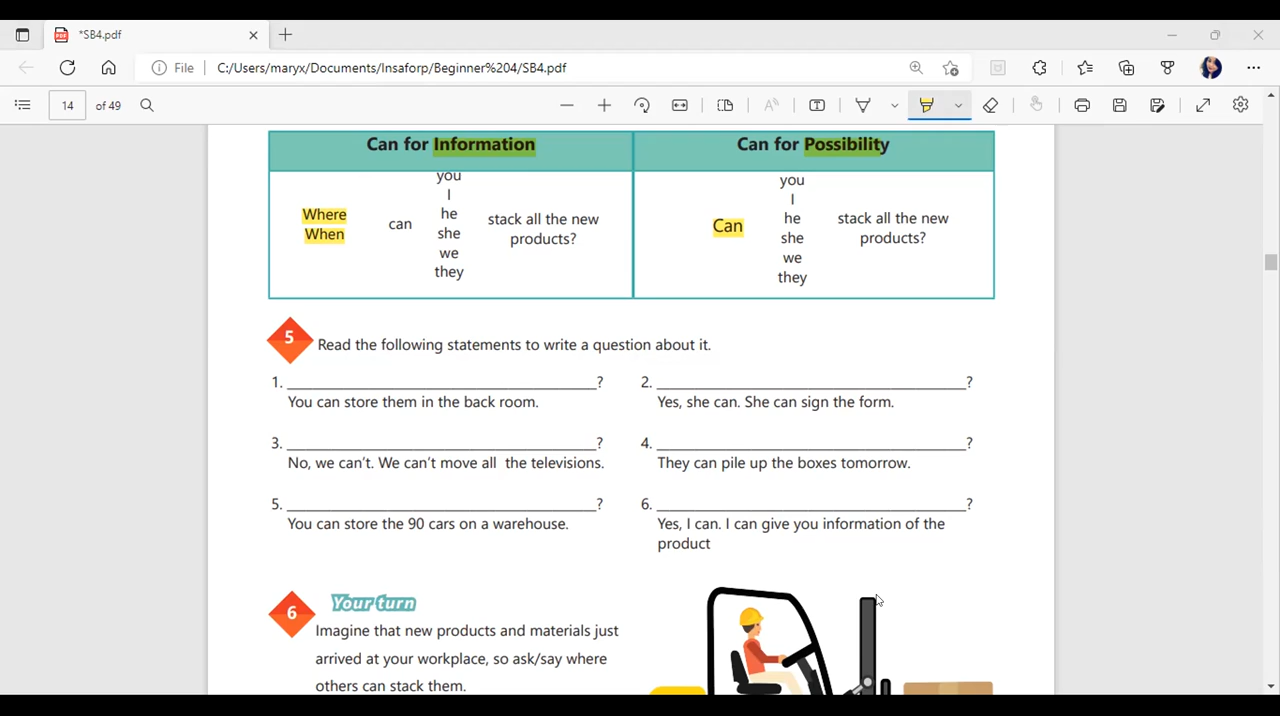 *SB4.pdf
File C:/Users/maryx/Documents/Insaforp/Beginner%204/SB4.pdf
14 of 49
Can for Information
Can for Possibility
Where
When
can
you
I
he
she
we
they
stack all the new
products?
Can
you
I
he
she
we
they
stack all the new
products?
5 Read the following statements to write a question about it.
1. ____________________________________?
You can store them in the back room.
2. ____________________________________?
Yes, she can. She can sign the form.
3. ____________________________________?
No, we can't. We can't move all the televisions.
4. ____________________________________?
They can pile up the boxes tomorrow.
5. ____________________________________?
You can store the 90 cars on a warehouse.
6. ____________________________________?
Yes, I can. I can give you information of the
product
6 Your turn
Imagine that new products and materials just
arrived at your workplace, so ask/say where
others can stack them.